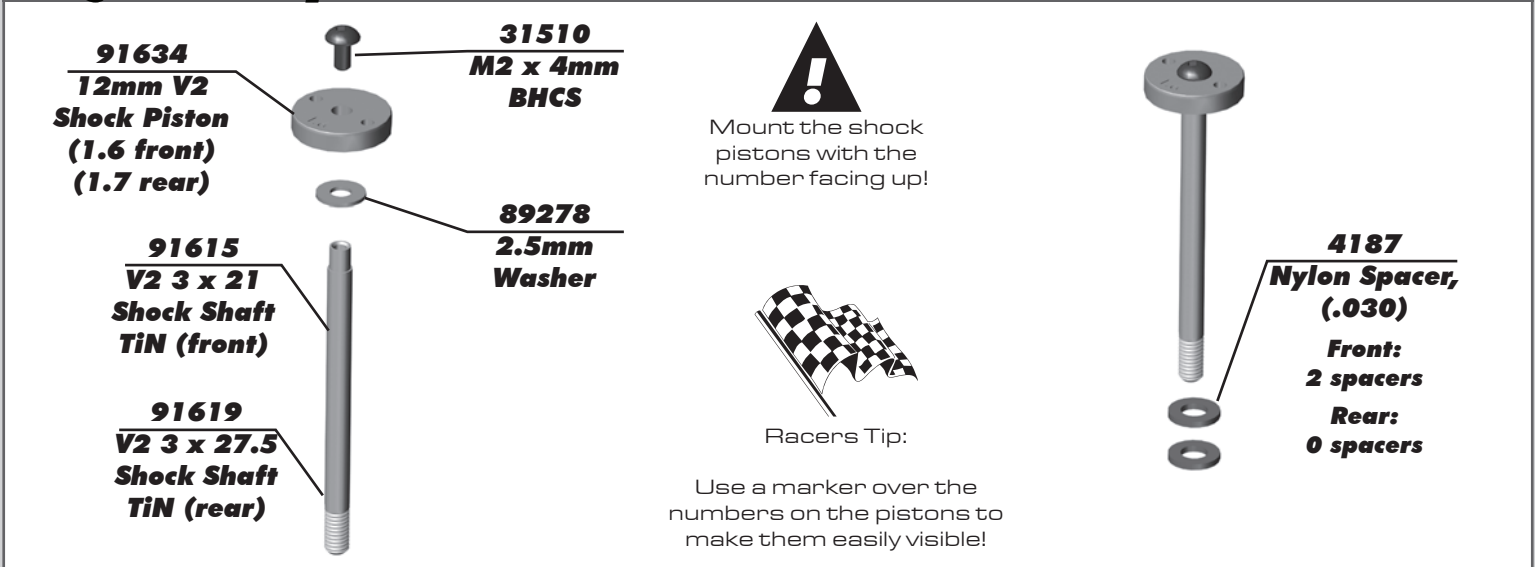 91634
12mm V2
Shock Piston
(1.6 front)
(1.7 rear)
31510
M2 x 4mm
BHCS
89278
2.5mm
Washer
91615
V2 3 x 21
Shock Shaft
TiN (front)
91619
V2 3 x 27.5
Shock Shaft
TiN (rear)
Mount the shock
pistons with the
number facing up!
Racers Tip:
Use a marker over the
numbers on the pistons to
make them easily visible!
4187
Nylon Spacer,
(.030)
Front:
2 spacers
Rear:
0 spacers